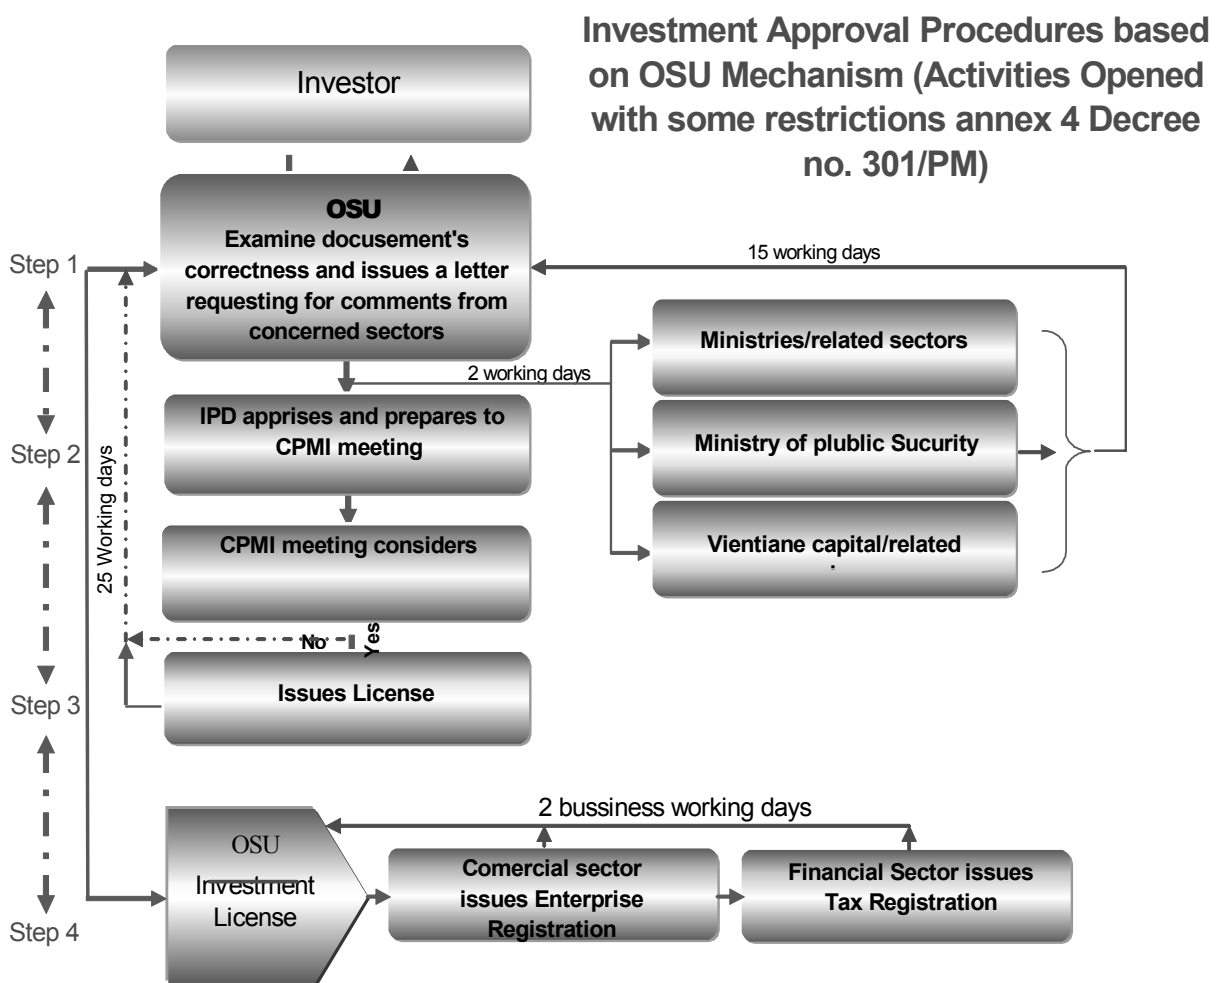 Investment Approval Procedures based
on OSU Mechanism (Activities Opened
with some restrictions annex 4 Decree
no. 301/PM)
Investor
OSU
Examine docusement's
correctness and issues a letter
requesting for comments from
concerned sectors
15 working days
Step 1
Ministries/related sectors
2 working days
IPD apprises and prepares to
CPMI meeting
Step 2
Ministry of plublic Sucurity
25 Working days
CPMI meeting considers
Vientiane capital/related
No
Yes
Issues License
Step 3
2 bussiness working days
OSU
Investment
License
Comercial sector
issues Enterprise
Registration
Financial Sector issues
Tax Registration
Step 4